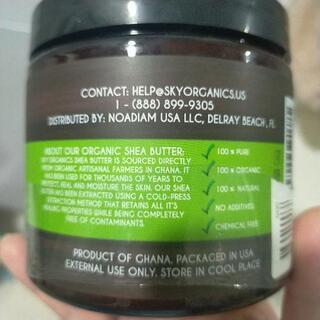 CONTACT: HELP@SKYORGANICS.US
1 - (888) 899-9305
DISTRIBUTED BY: NOADIAM USA LLC, DELRAY BEACH, FL
ABOUT OUR ORGANIC SHEA BUTTER:
SKY ORGANICS SHEA BUTTER IS SOURCED DIRECTLY
FROM ORGANIC ARTISANAL FARMERS IN GHANA. IT
HAS BEEN USED FOR THOUSANDS OF YEARS TO
PROTECT, HEAL AND MOISTURE THE SKIN. OUR SHEA
BUTTER HAS BEEN EXTRACTED USING A COLD-PRESS
EXTRACTION METHOD THAT RETAINS ALL IT'S
HEALING PROPERTIES WHILE BEING COMPLETELY
FREE OF CONTAMINANTS.
100% PURE
100% ORGANIC
100% NATURAL
NO ADDITIVES
CHEMICAL FREE
PRODUCT OF GHANA, PACKAGED IN USA
EXTERNAL USE ONLY. STORE IN COOL PLACE